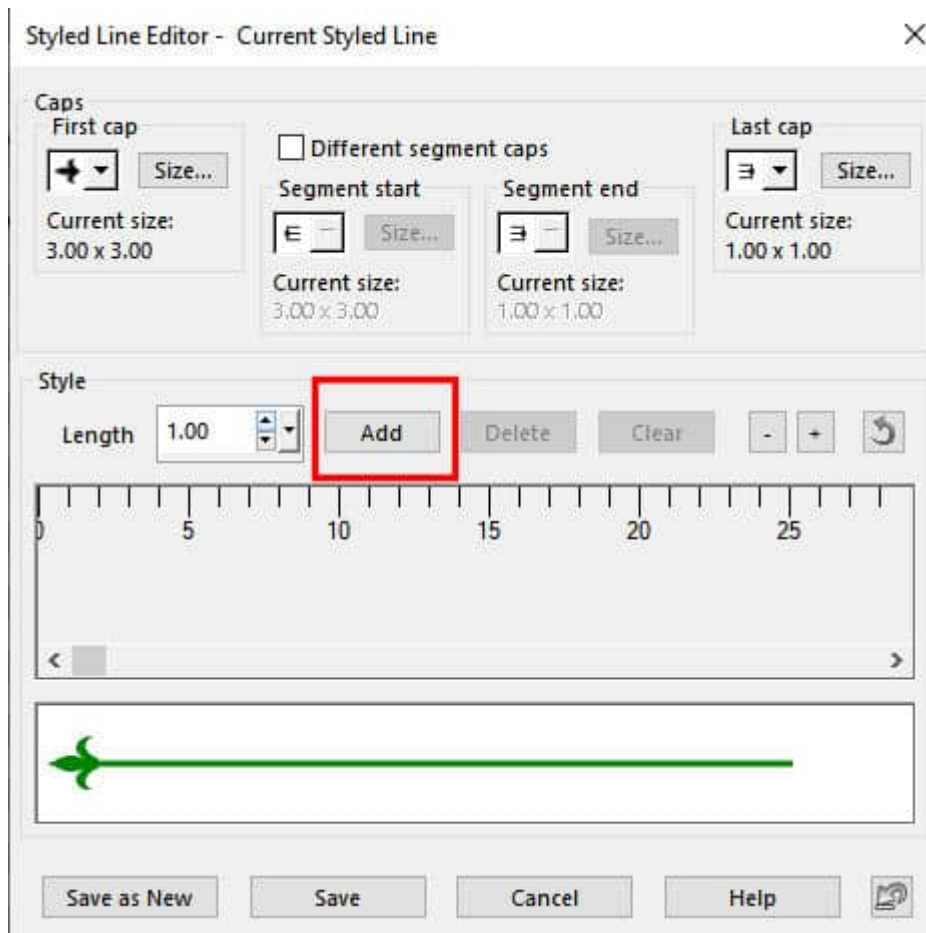 Styled Line Editor - Current Styled Line
Caps
First cap
Size...
Current size:
3.00 x 3.00
Different segment caps
Segment start
Size...
Current size:
3.00 x 3.00
Segment end
Size...
Current size:
1.00 x 1.00
Last cap
Size...
Current size:
1.00 x 1.00
Style
Length 1.00 Add Delete Clear - +
0 5 10 15 20 25
Save as New Save Cancel Help